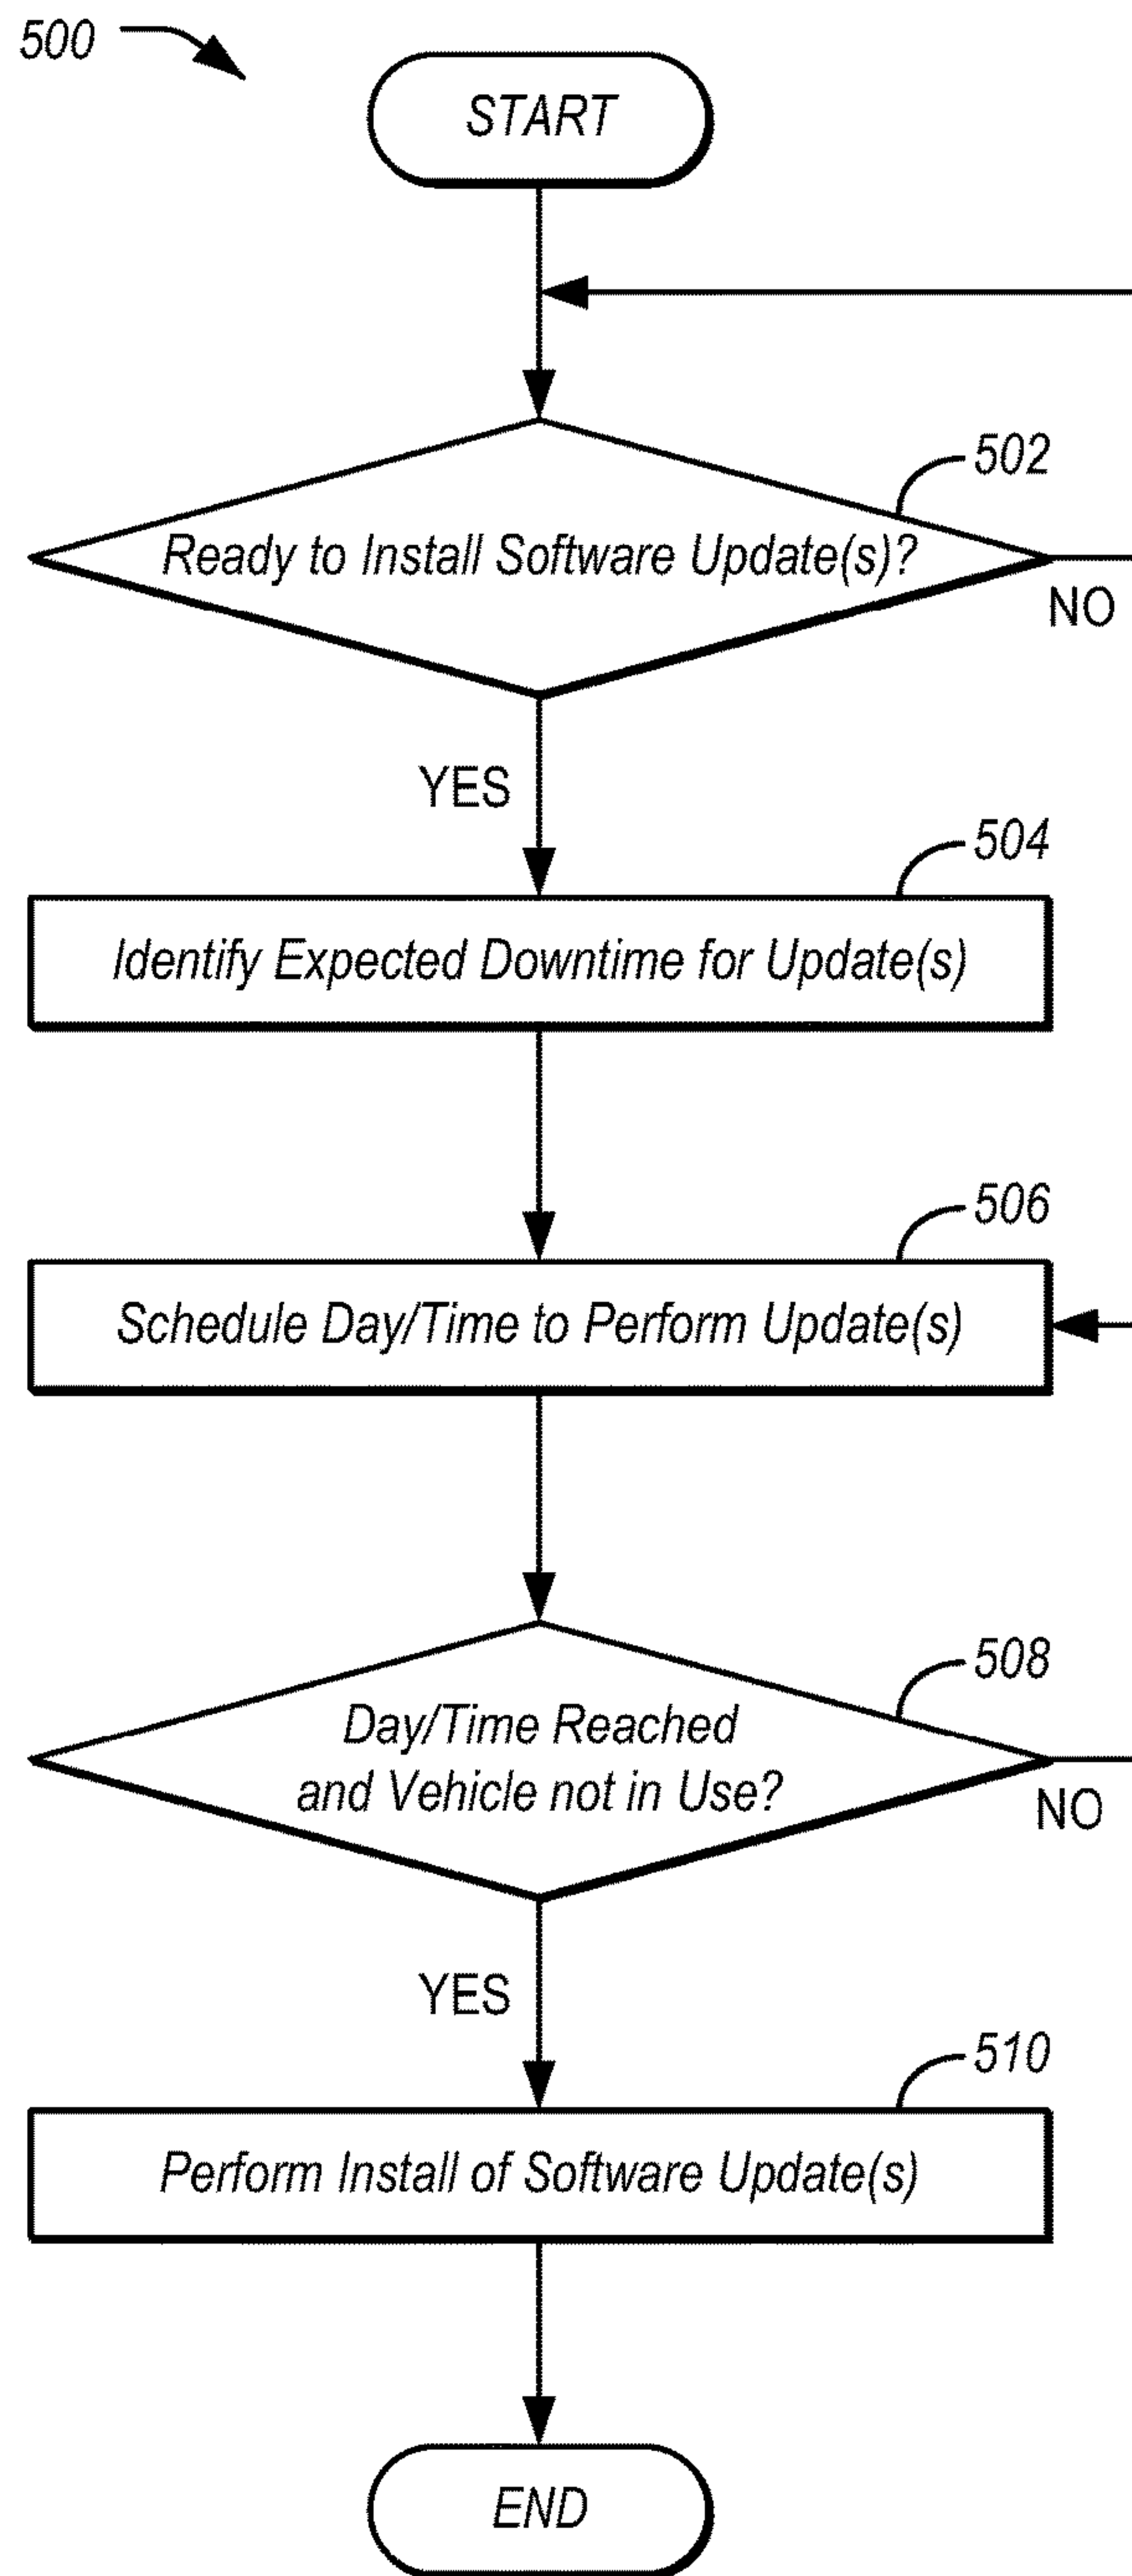 500
START
502
Ready to Install Software Update(s)?
NO
YES
504
Identify Expected Downtime for Update(s)
506
Schedule Day/Time to Perform Update(s)
508
Day/Time Reached
and Vehicle not in Use?
NO
YES
510
Perform Install of Software Update(s)
END